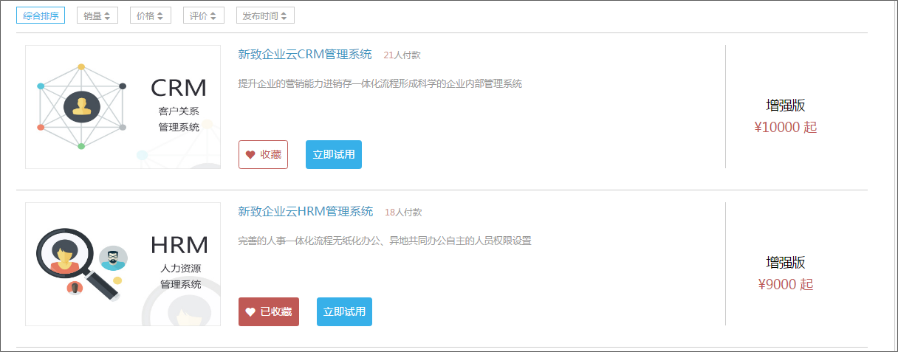 综合排序 销量 价格 评价 发布时间
CRM
客户关系
管理系统
新致企业云CRM管理系统 21人付款
提升企业的营销能力进销存一体化流程形成科学的企业内部管理系统
收藏 立即试用
增强版
¥10000 起
HRM
人力资源
管理系统
新致企业云HRM管理系统 18人付款
完善的人事一体化流程无纸化办公、异地共同办公自主的人员权限设置
已收藏 立即试用
增强版
¥9000 起